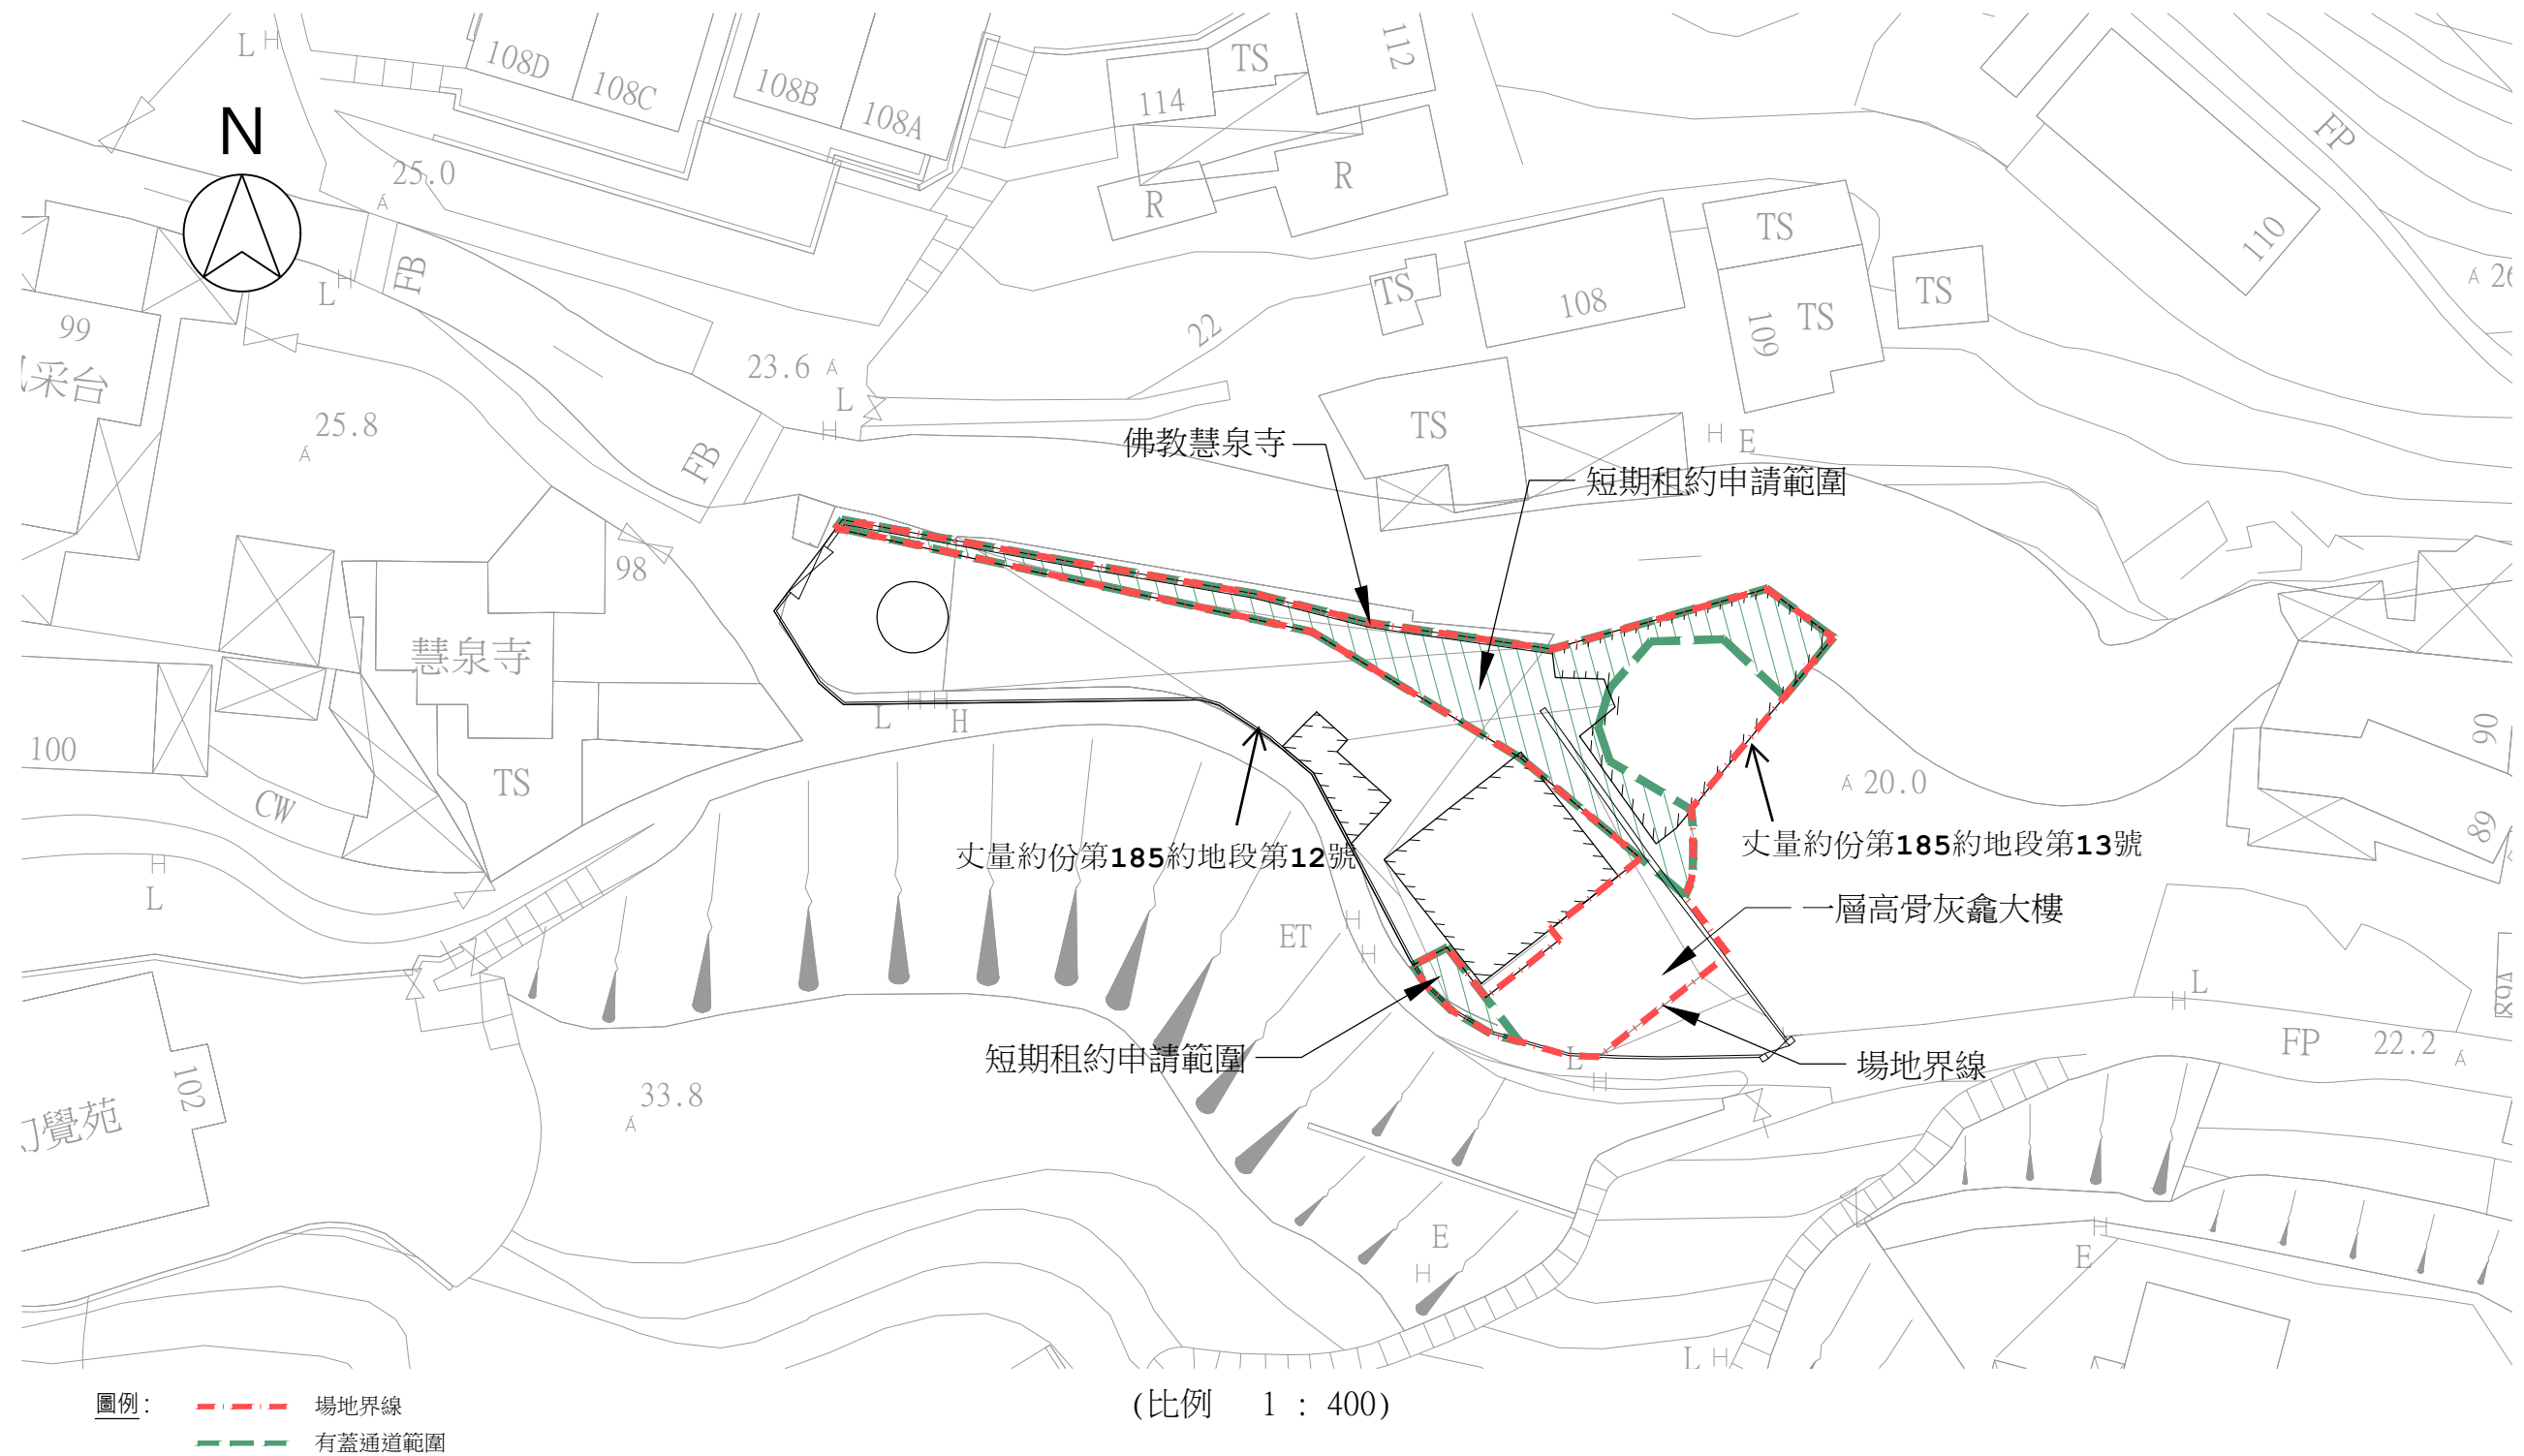 L
108D
108C
108B
108A
TS
112
114
N
FP
25.0
R
R
TS
110
FB
L
TS
108
109
TS
TS
99
采台
22
23.6
L
25.8
佛教慧泉寺
TS
E
FB
短期租約申請範圍
98
慧泉寺
100
TS
L
H
CW
20.0
90
丈量約份第185約地段第12號
丈量約份第185約地段第13號
89
L
一層高骨灰龕大樓
ET
L
89A
短期租約申請範圍
L
場地界線
FP
22.2
102
33.8
覺苑
E
E
L
(比例 1 : 400)
圖例:
場地界線
有蓋通道範圍